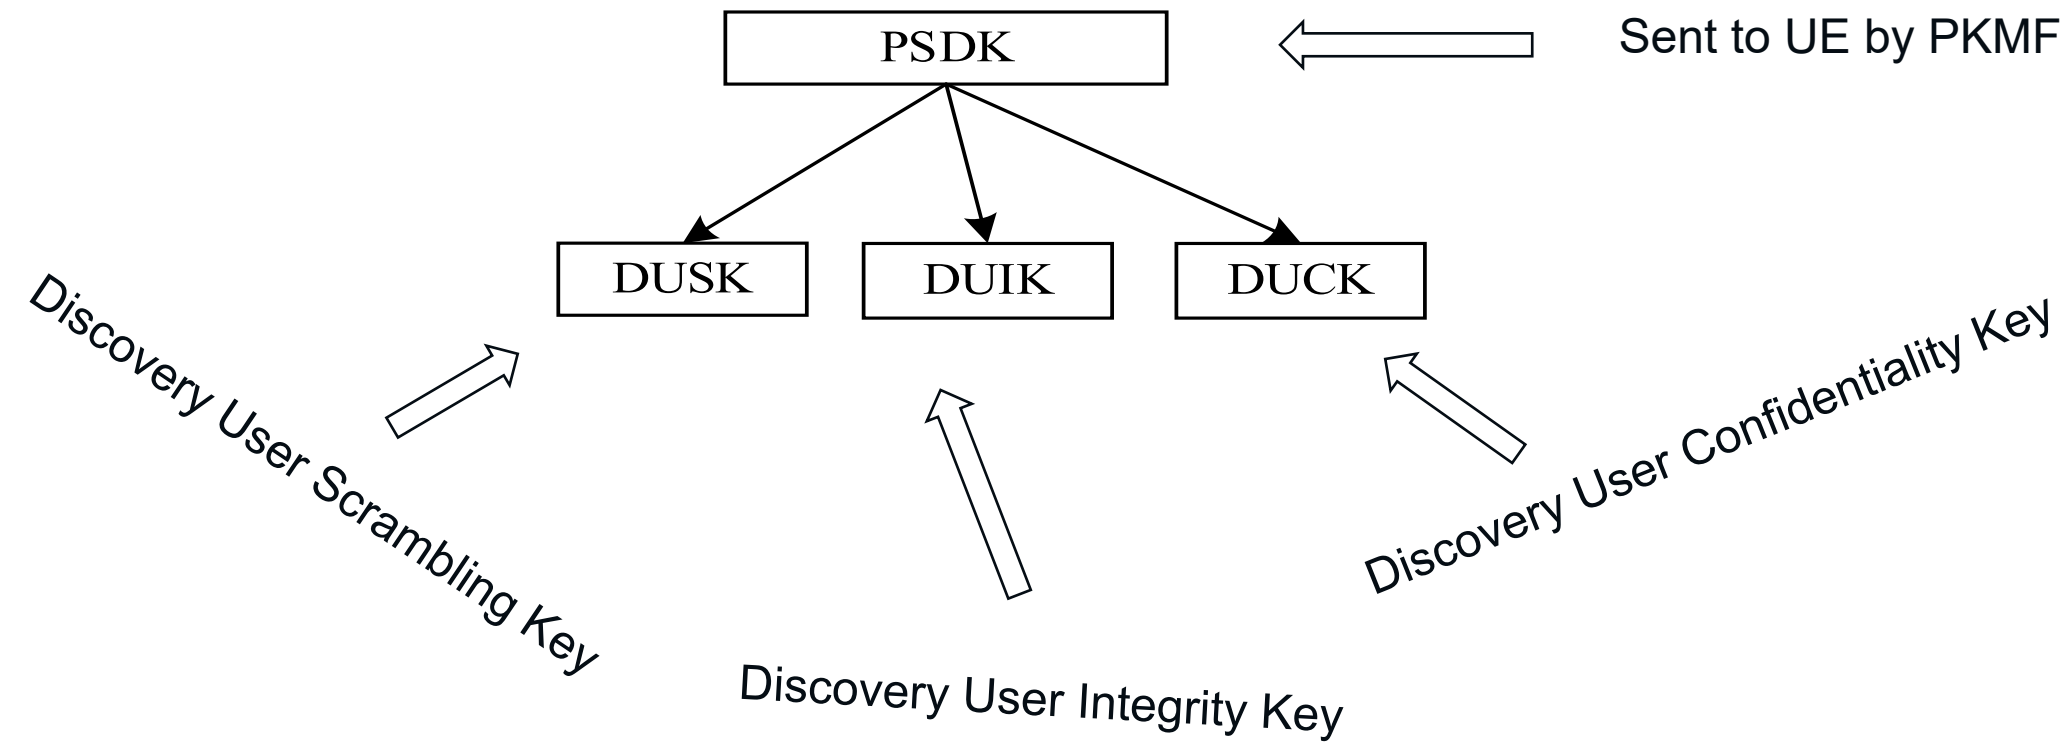 PSDK
Sent to UE by PKMF
DUSK
DUIK
DUCK
Discovery User Scrambling Key
Discovery User Integrity Key
Discovery User Confidentiality Key